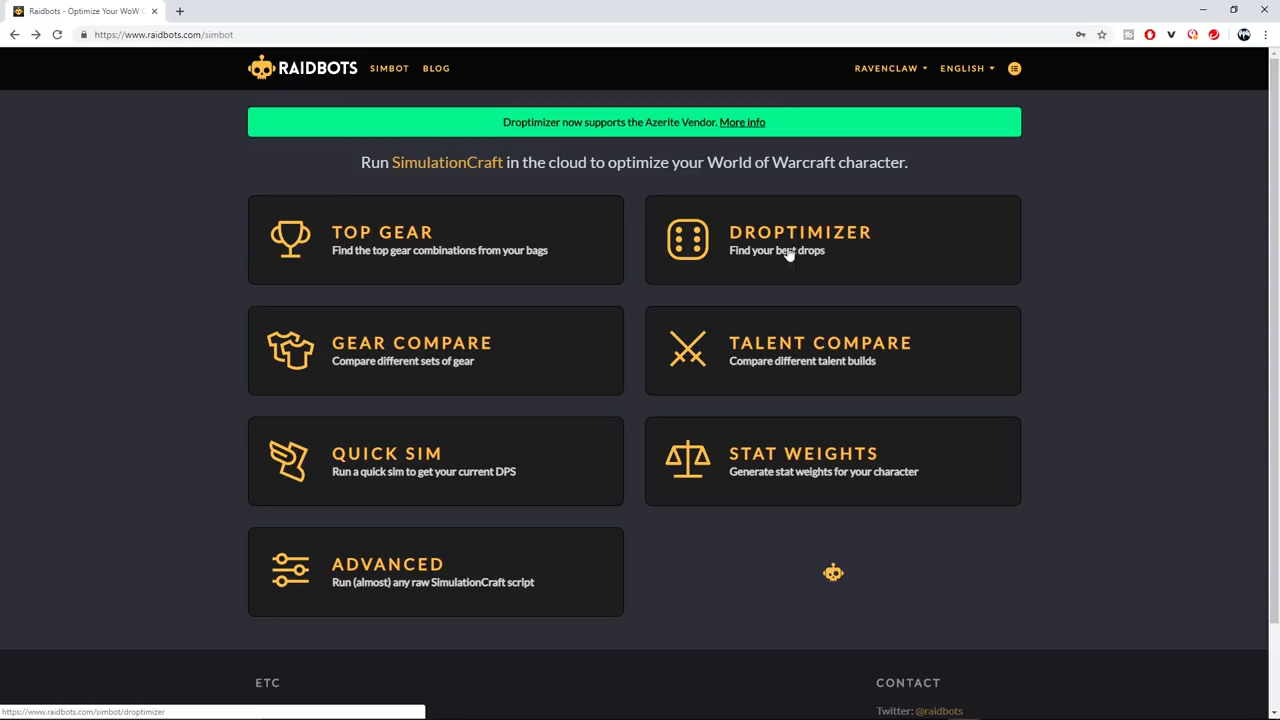 Raidbots - Optimize Your WoW C
https://www.raidbots.com/simbot
RAIDBOTS SIMBOT BLOG RAVENCLAW ENGLISH
Droptimizer now supports the Azerite Vendor. More info
Run SimulationCraft in the cloud to optimize your World of Warcraft character.
TOP GEAR
Find the top gear combinations from your bags
DROPTIMIZER
Find your best drops
GEAR COMPARE
Compare different sets of gear
TALENT COMPARE
Compare different talent builds
QUICK SIM
Run a quick sim to get your current DPS
STAT WEIGHTS
Generate stat weights for your character
ADVANCED
Run (almost) any raw SimulationCraft script
ETC
CONTACT
Twitter: @raidbots
https://www.raidbots.com/simbot/droptimizer